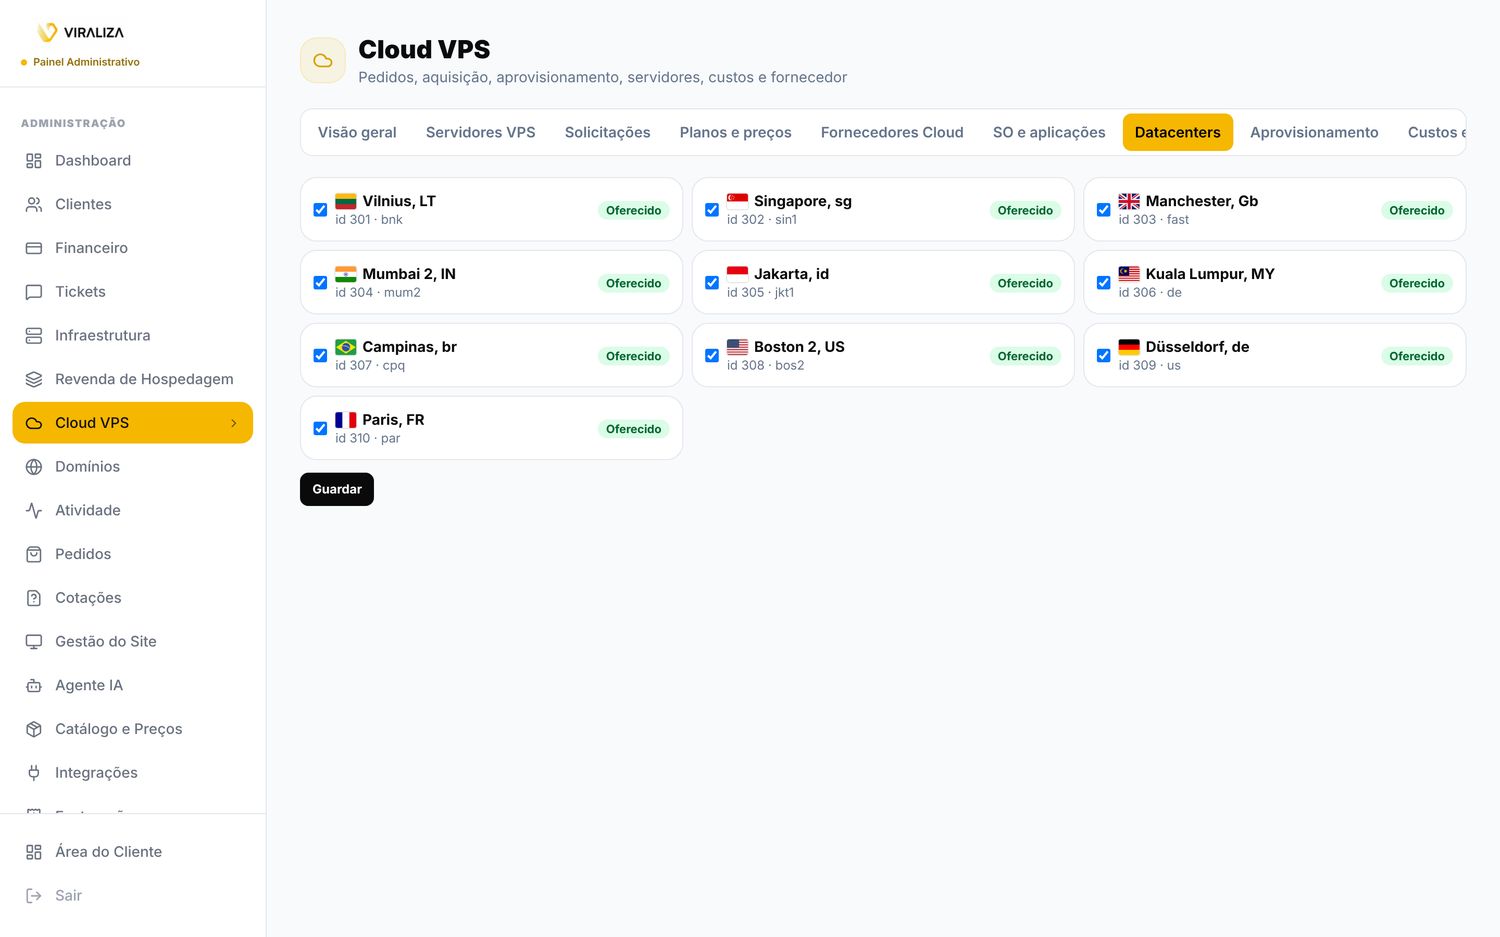 VIRALIZA
Painel Administrativo
ADMINISTRAÇÃO
Dashboard
Clientes
Financeiro
Tickets
Infraestrutura
Revenda de Hospedagem
Cloud VPS
Domínios
Atividade
Pedidos
Cotações
Gestão do Site
Agente IA
Catálogo e Preços
Integrações
Área do Cliente
Sair
Cloud VPS
Pedidos, aquisição, aprovisionamento, servidores, custos e fornecedor
Visão geral Servidores VPS Solicitações Planos e preços Fornecedores Cloud SO e aplicações Datacenters Aprovisionamento Custos e
Vilnius, LT
id 301 · bnk
Oferecido
Singapore, sg
id 302 · sin1
Oferecido
Manchester, Gb
id 303 · fast
Oferecido
Mumbai 2, IN
id 304 · mum2
Oferecido
Jakarta, id
id 305 · jkt1
Oferecido
Kuala Lumpur, MY
id 306 · de
Oferecido
Campinas, br
id 307 · cpq
Oferecido
Boston 2, US
id 308 · bos2
Oferecido
Düsseldorf, de
id 309 · us
Oferecido
Paris, FR
id 310 · par
Oferecido
Guardar